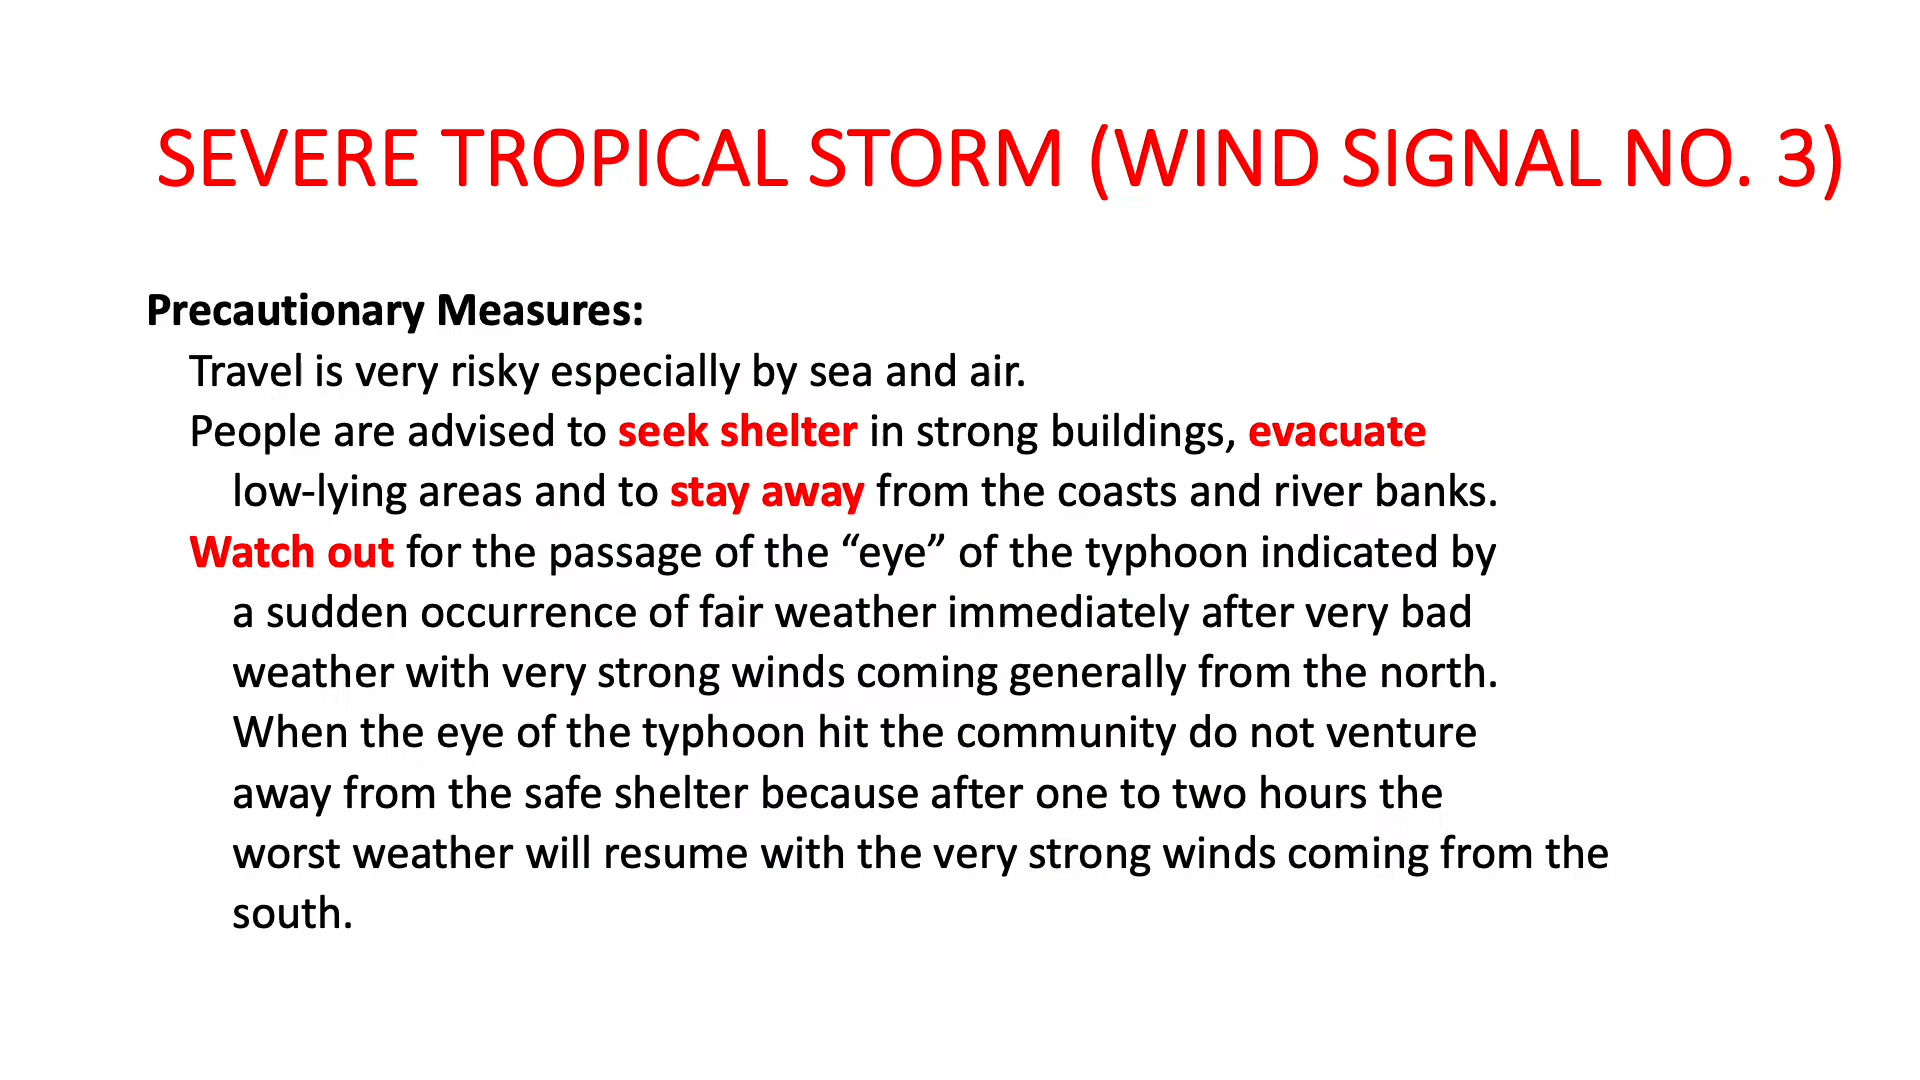 SEVERE TROPICAL STORM (WIND SIGNAL NO. 3)
Precautionary Measures:
Travel is very risky especially by sea and air.
People are advised to seek shelter in strong buildings, evacuate
low-lying areas and to stay away from the coasts and river banks.
Watch out for the passage of the “eye” of the typhoon indicated by
a sudden occurrence of fair weather immediately after very bad
weather with very strong winds coming generally from the north.
When the eye of the typhoon hit the community do not venture
away from the safe shelter because after one to two hours the
worst weather will resume with the very strong winds coming from the
south.